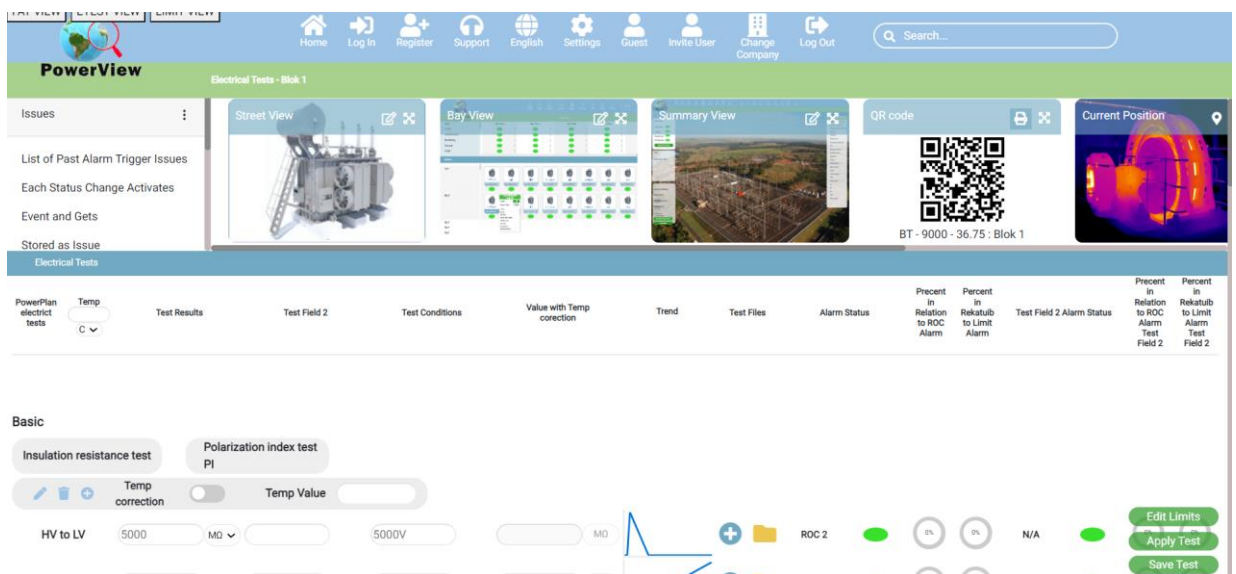 PAY VIEW ETEST VIEW LIMIT VIEW
PowerView
Home
Log In
Register
Support
English
Settings
Guest
Invite User
Change
Company
Log Out
Search...
Electrical Tests - Blok 1
Issues
List of Past Alarm Trigger Issues
Each Status Change Activates
Event and Gets
Stored as Issue
Street View
Bay View
Summary View
QR code
BT - 9000 - 36.75 : Blok 1
Current Position
Electrical Tests
PowerPlan
electrict
tests
Temp
C
Test Results
Test Field 2
Test Conditions
Value with Temp
corection
Trend
Test Files
Alarm Status
Precent
in
Relation
to ROC
Alarm
Percent
in
Rekatuib
to Limit
Alarm
Test Field 2 Alarm Status
Precent
in
Relation
to ROC
Alarm
Test
Field 2
Percent
in
Rekatuib
to Limit
Alarm
Test
Field 2
Basic
Insulation resistance test
Polarization index test
PI
Temp
correction
Temp Value
HV to LV
5000
MΩ
5000V
MΩ
ROC 2
0%
0%
N/A
Edit Limits
Apply Test
Save Test